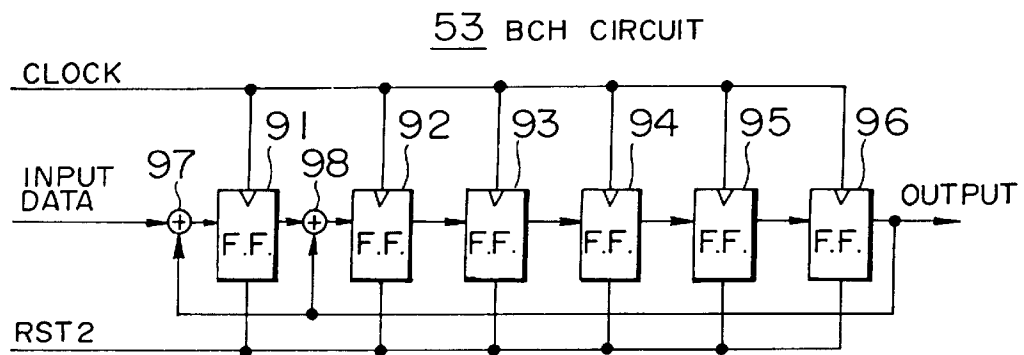 53 BCH CIRCUIT
CLOCK
91 92 93 94 95 96
97 98
INPUT DATA
OUTPUT
F.F. F.F. F.F. F.F. F.F. F.F.
RST2